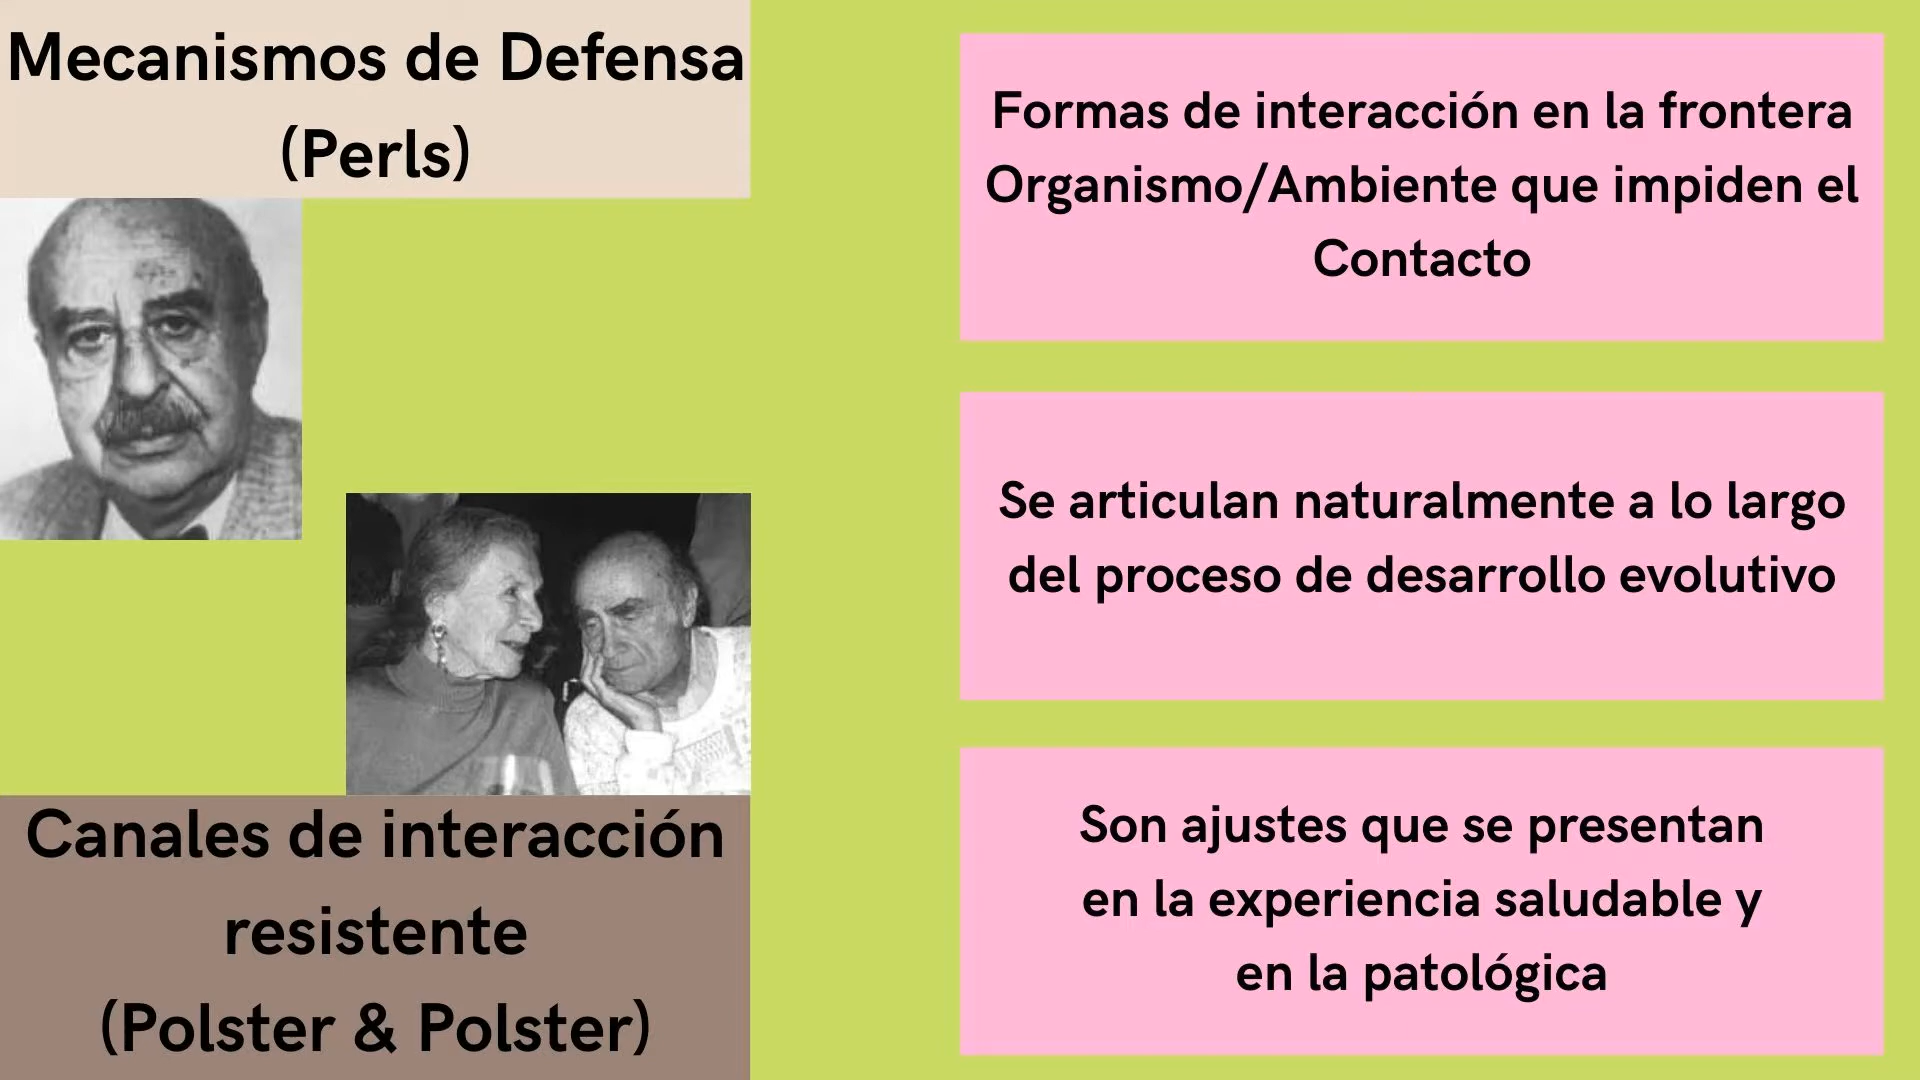 Mecanismos de Defensa
(Perls)
Canales de interacción
resistente
(Polster & Polster)
Formas de interacción en la frontera
Organismo/Ambiente que impiden el
Contacto
Se articulan naturalmente a lo largo
del proceso de desarrollo evolutivo
Son ajustes que se presentan
en la experiencia saludable y
en la patológica